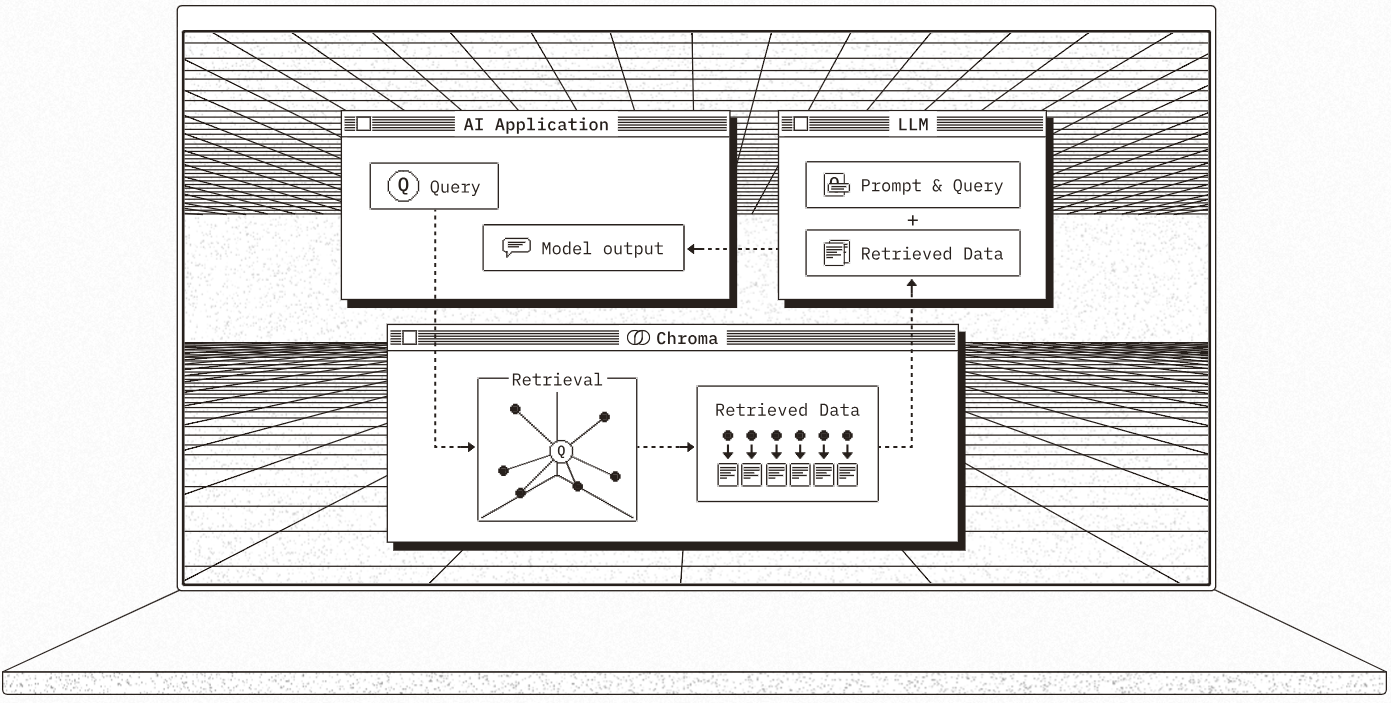 AI Application
Q Query
Model output
LLM
Prompt & Query
+
Retrieved Data
Chroma
Retrieval
Q
Retrieved Data